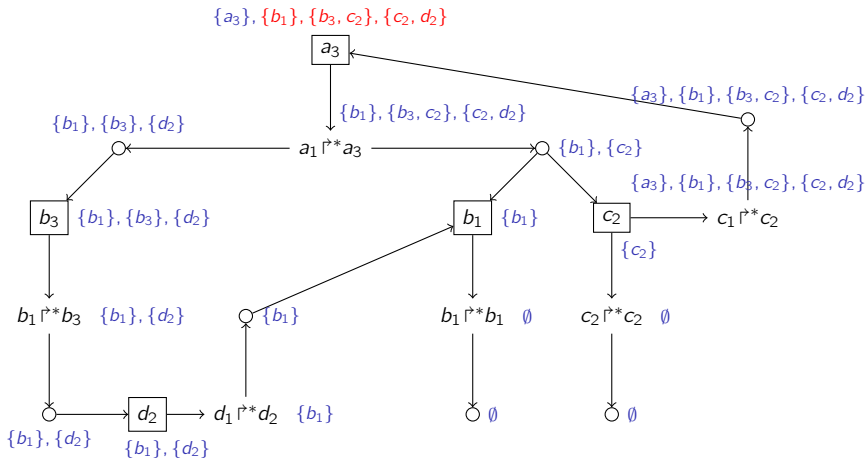 {a₃}, {b₁}, {b₃, c₂}, {c₂, d₂}
a₃
{a₃}, {b₁}, {b₃, c₂}, {c₂, d₂}
{b₁}, {b₃, c₂}, {c₂, d₂}
{b₁}, {b₃}, {d₂}
a₁↱*a₃
{b₁}, {c₂}
{a₃}, {b₁}, {b₃, c₂}, {c₂, d₂}
b₃ {b₁}, {b₃}, {d₂}
b₁ {b₁}
c₂
c₁↱*c₂
{c₂}
b₁↱*b₃ {b₁}, {d₂}
{b₁}
b₁↱*b₁ ∅
c₂↱*c₂ ∅
d₂
d₁↱*d₂ {b₁}
∅
∅
{b₁}, {d₂}
{b₁}, {d₂}